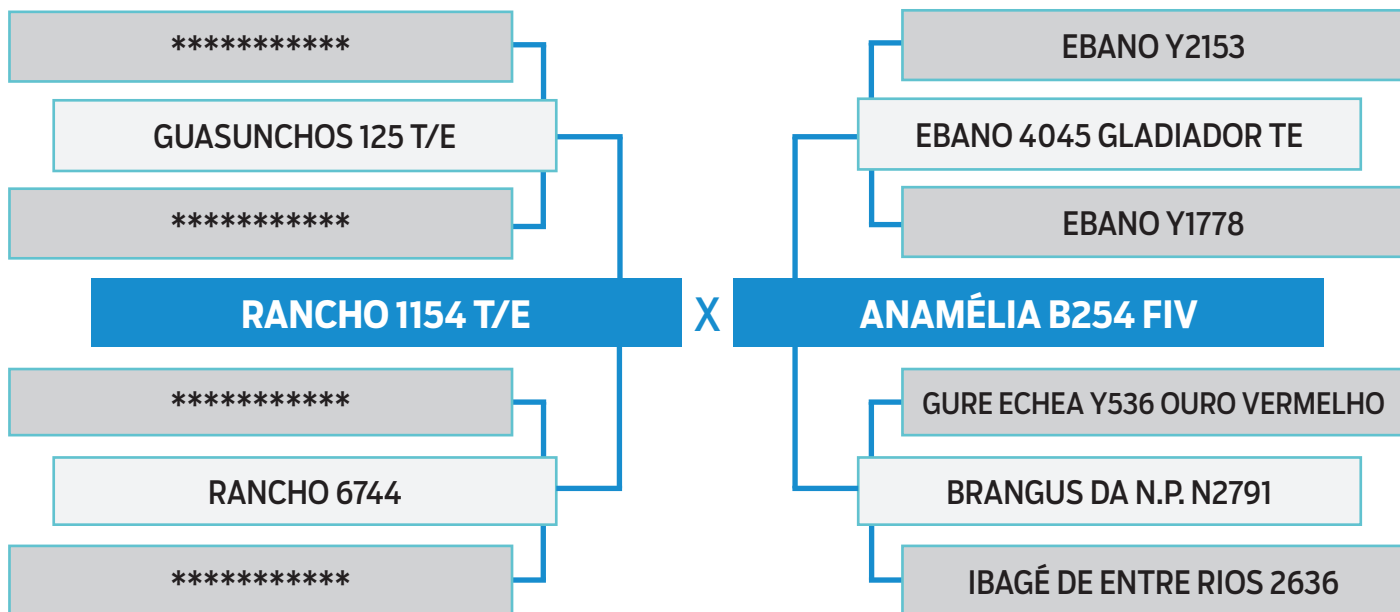 ***********
GUASUNCHOS 125 T/E
***********
RANCHO 1154 T/E
***********
RANCHO 6744
***********
X
EBANO Y2153
EBANO 4045 GLADIADOR TE
EBANO Y1778
ANAMÉLIA B254 FIV
GURE ECHEA Y536 OURO VERMELHO
BRANGUS DA N.P. N2791
IBAGÉ DE ENTRE RIOS 2636